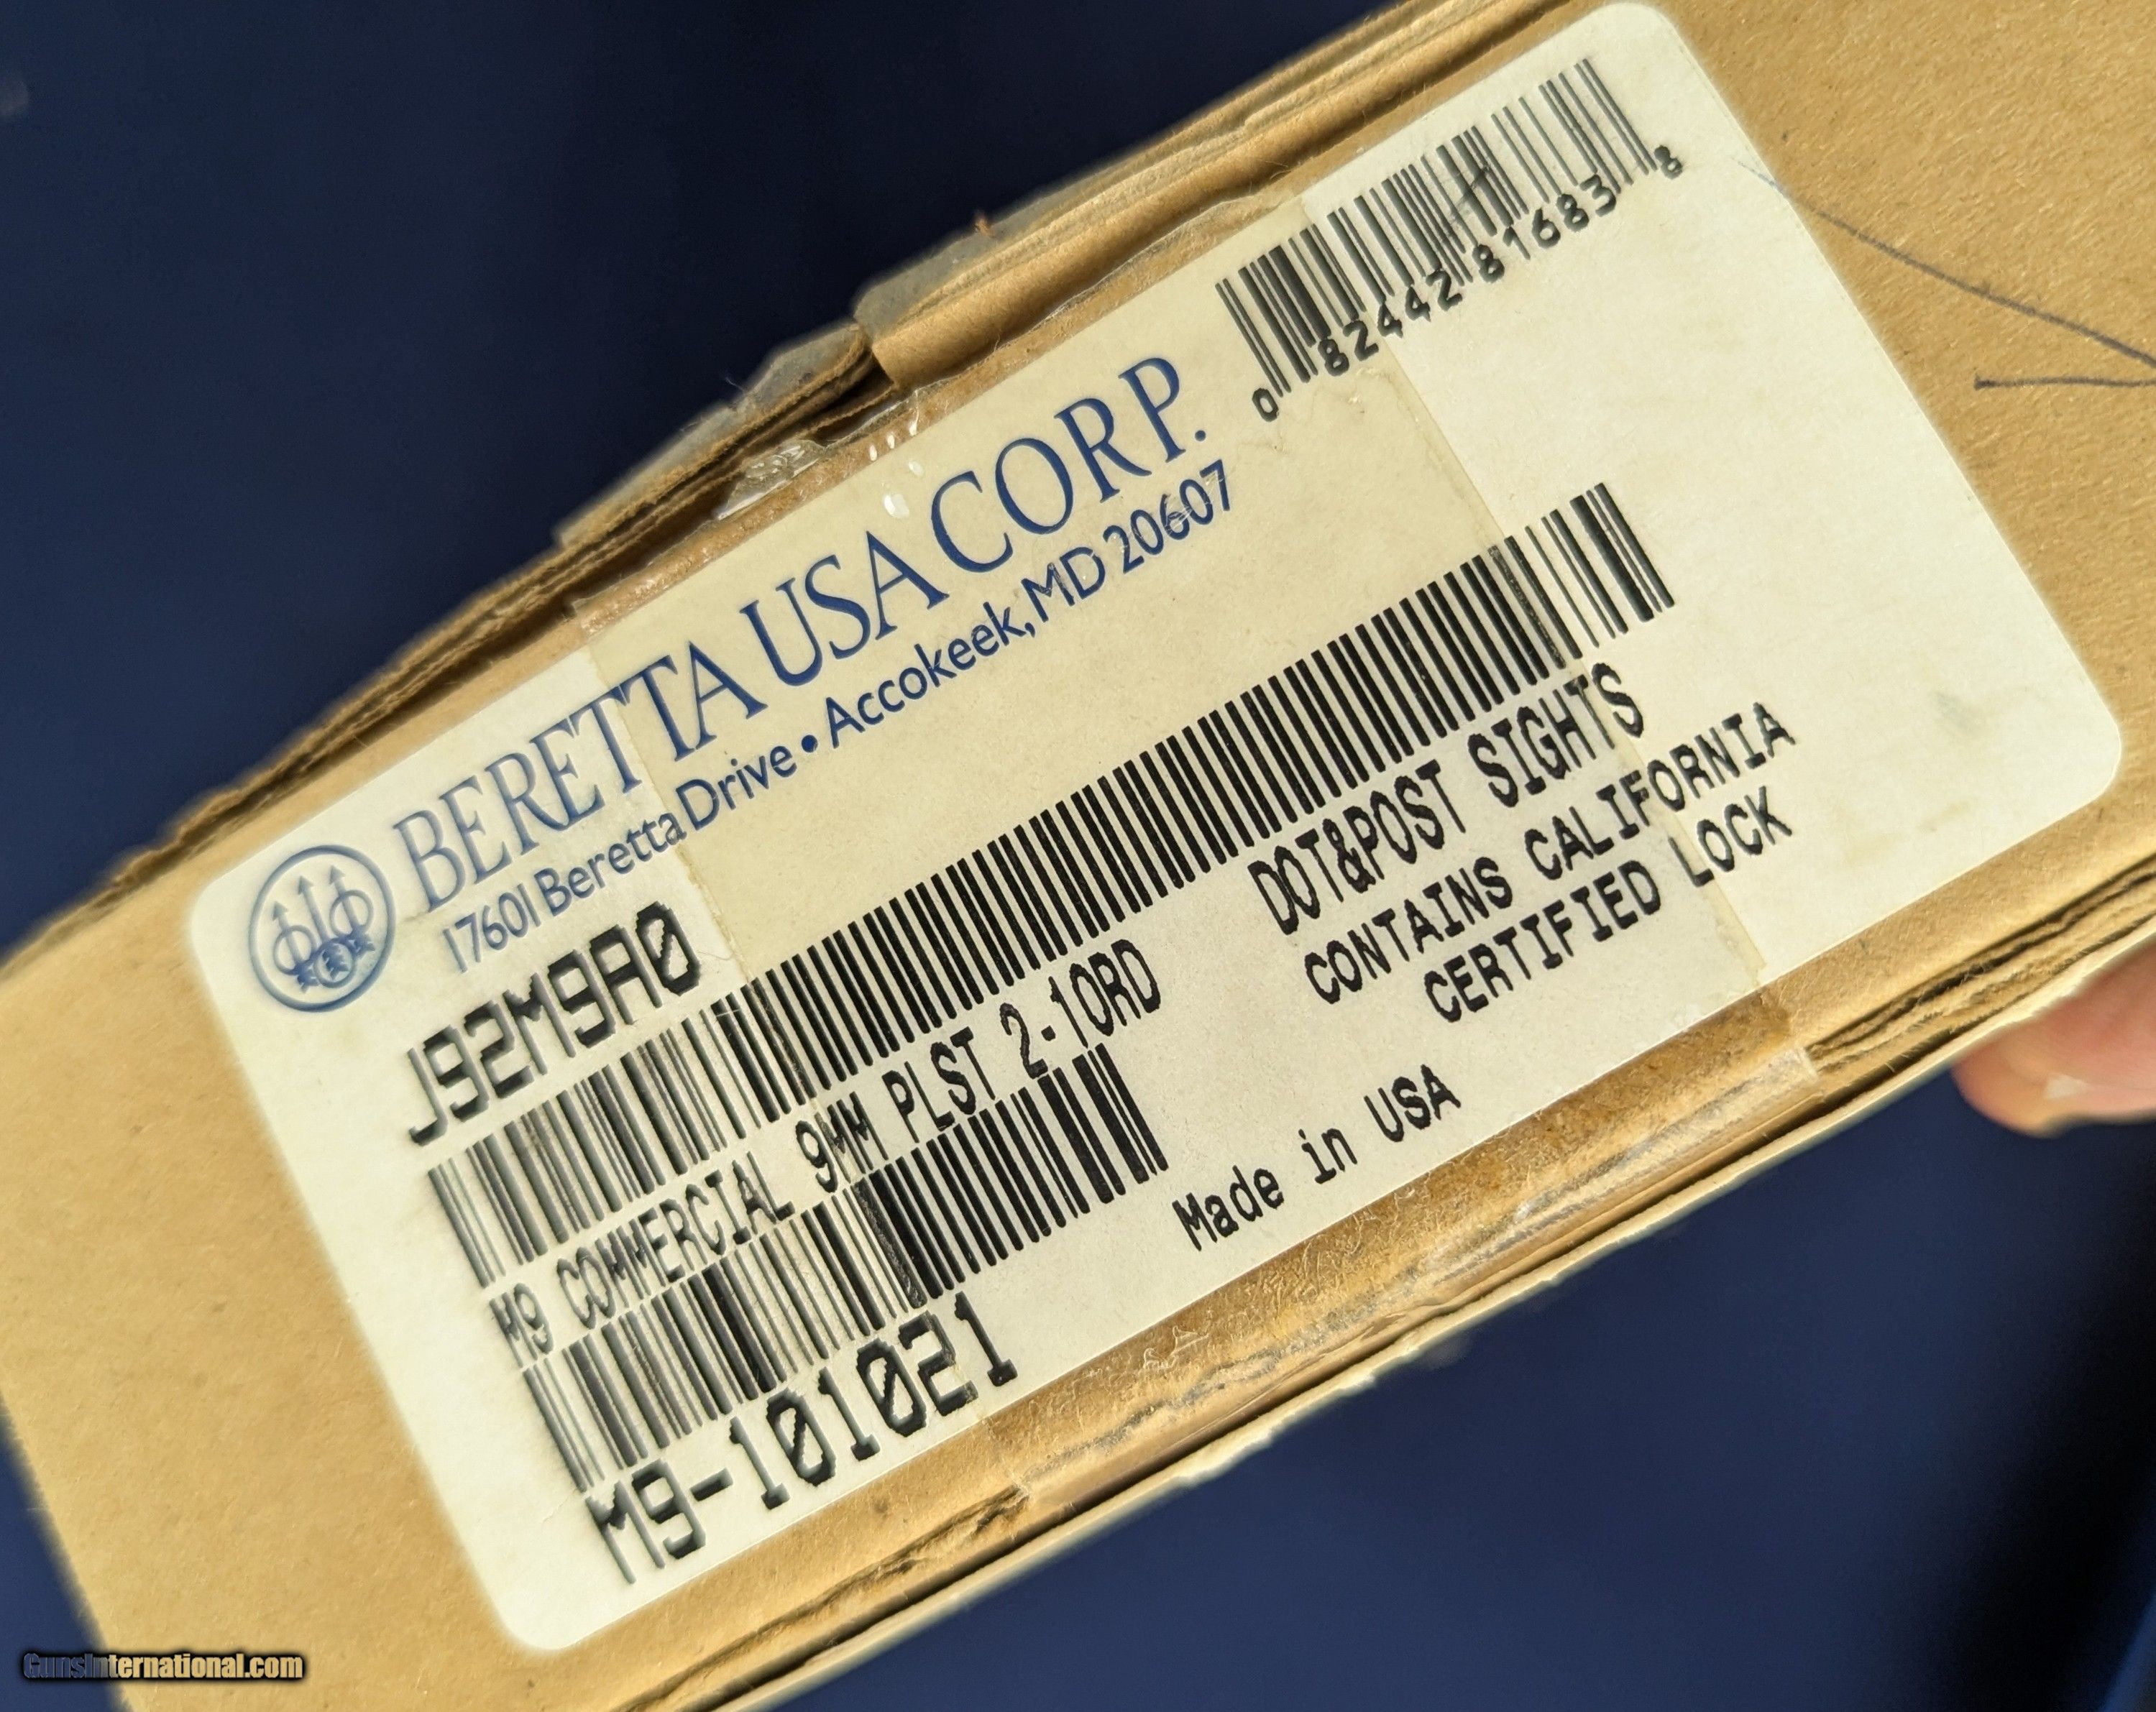 BERETTA USA CORP.
17601 Beretta Drive • Accokeek, MD 20607
0 82442 81683 8
J92M9A0
M9 COMMERCIAL 9MM PLST 2-10RD
DOT&POST SIGHTS
CONTAINS CALIFORNIA
CERTIFIED LOCK
M9-101021
Made in USA
GunsInternational.com